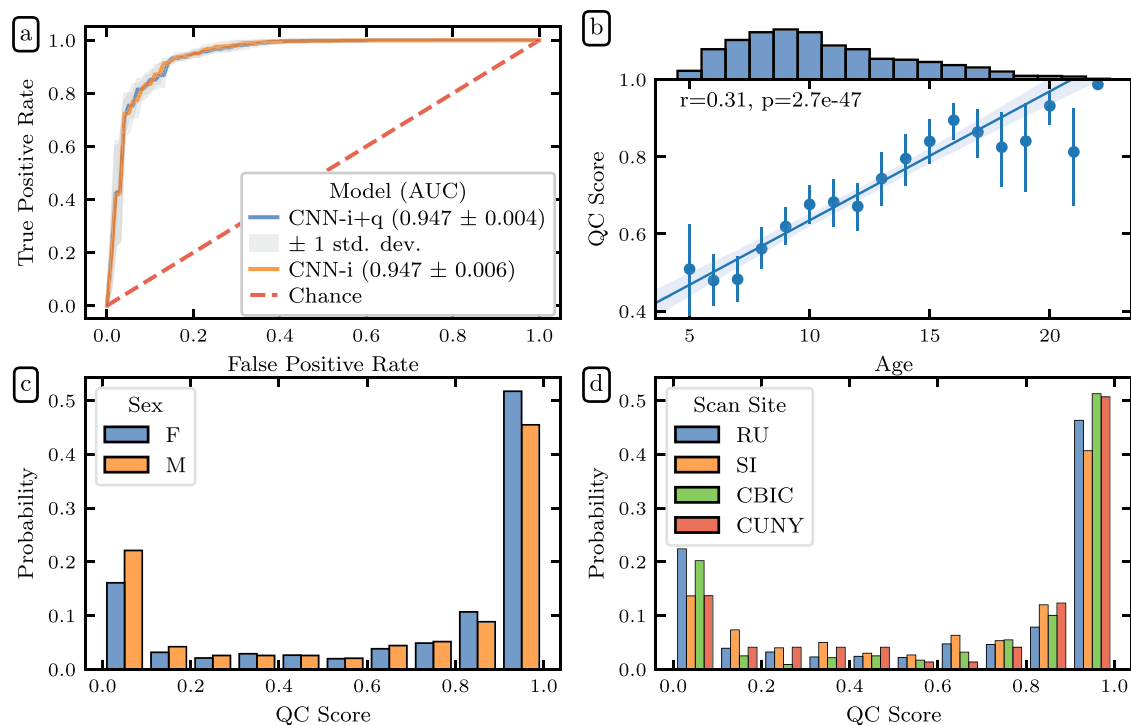 a
True Positive Rate
1.0
0.8
0.6
0.4
0.2
0.0
Model (AUC)
CNN-i+q (0.947 ± 0.004)
± 1 std. dev.
CNN-i (0.947 ± 0.006)
Chance
0.0 0.2 0.4 0.6 0.8 1.0
False Positive Rate
b
r=0.31, p=2.7e-47
QC Score
1.0
0.8
0.6
0.4
5 10 15 20
Age
c
Probability
0.5
0.4
0.3
0.2
0.1
0.0
Sex
F
M
0.0 0.2 0.4 0.6 0.8 1.0
QC Score
d
Probability
0.5
0.4
0.3
0.2
0.1
0.0
Scan Site
RU
SI
CBIC
CUNY
0.0 0.2 0.4 0.6 0.8 1.0
QC Score